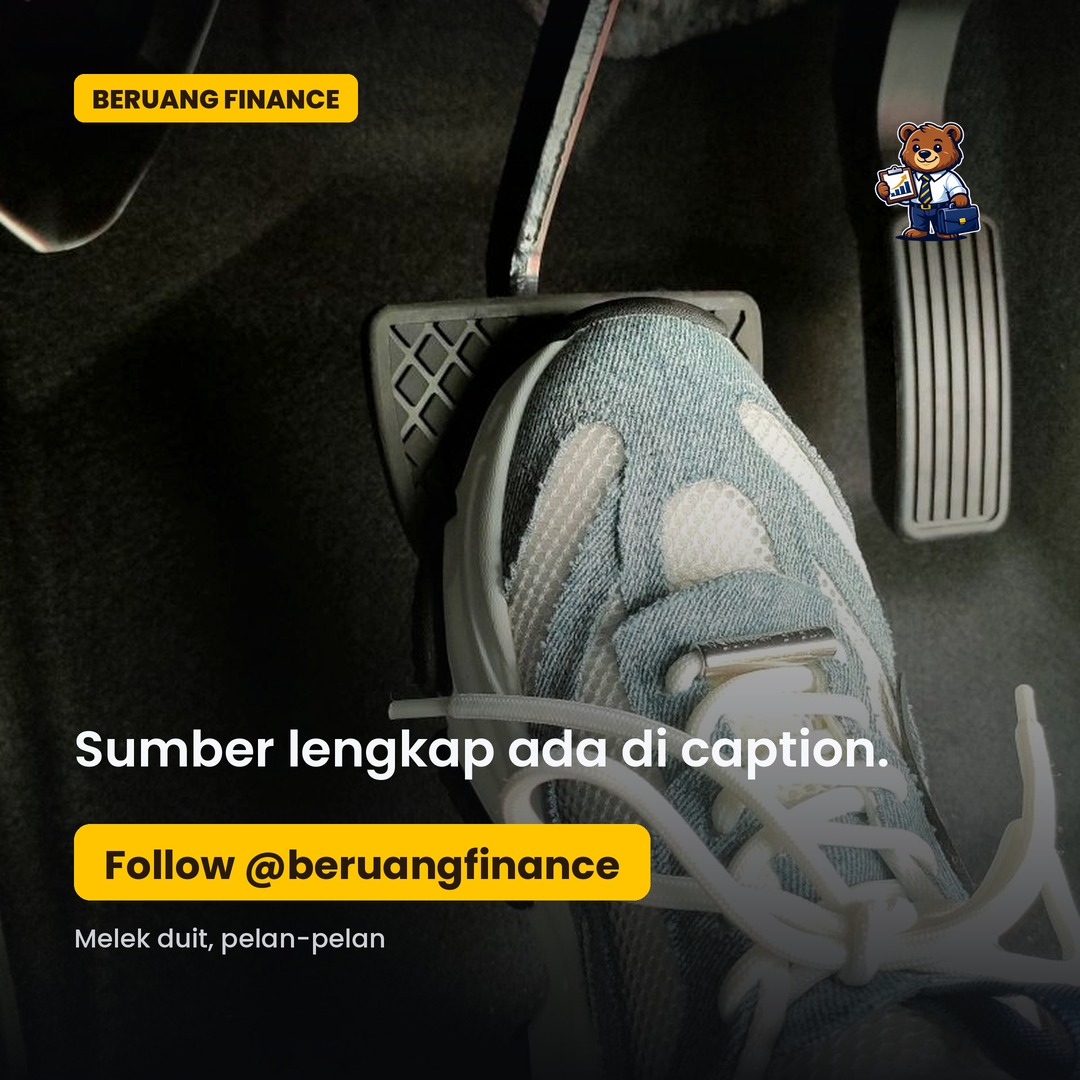 BERUANG FINANCE
Sumber lengkap ada di caption.
Follow @beruangfinance
Melek duit, pelan-pelan